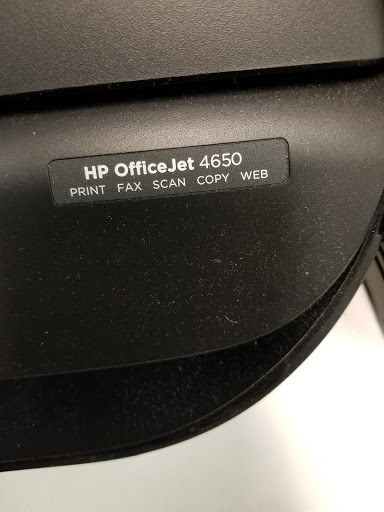 HP OfficeJet 4650
PRINT FAX SCAN COPY WEB